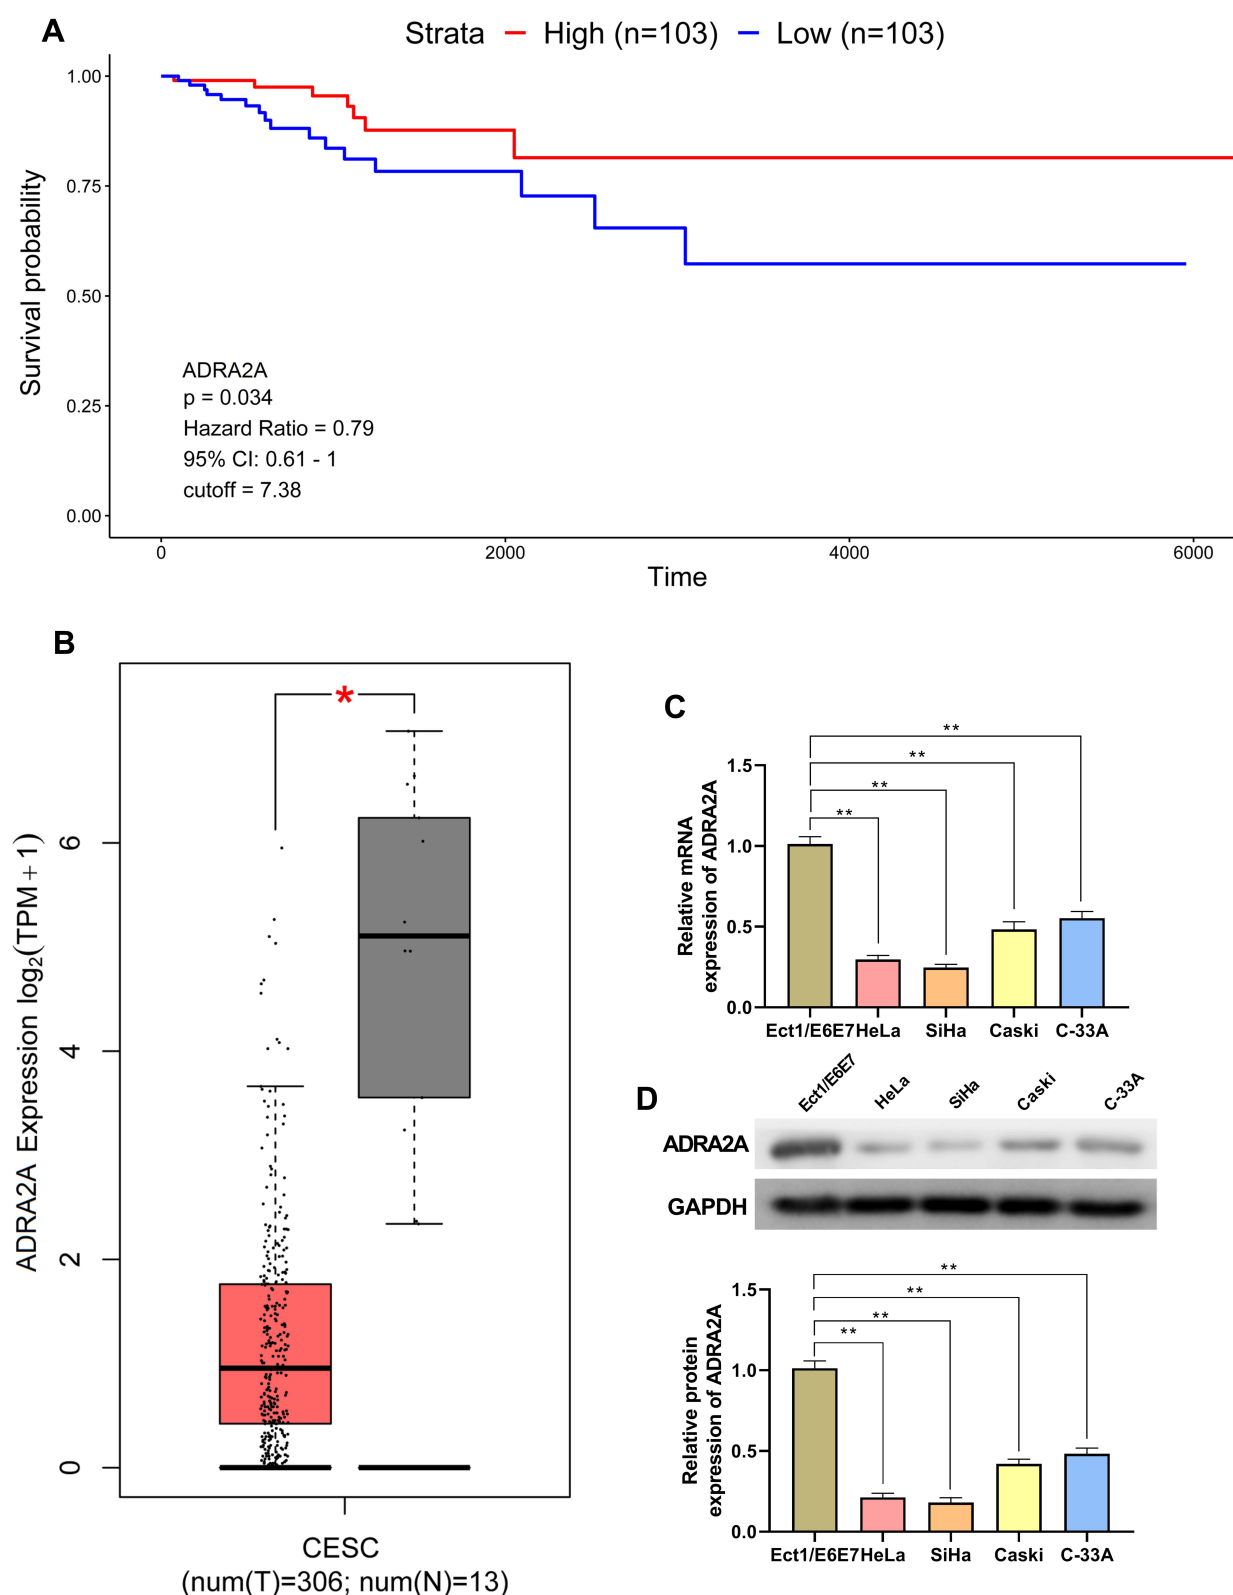 A
Strata High (n=103) Low (n=103)
Survival probability
1.00
0.75
0.50
0.25
0.00
ADRA2A
p = 0.034
Hazard Ratio = 0.79
95% CI: 0.61 - 1
cutoff = 7.38
0 2000 4000 6000
Time
B
ADRA2A Expression log2(TPM + 1)
6
4
2
0
*
CESC
(num(T)=306; num(N)=13)
C
Relative mRNA
expression of ADRA2A
1.5
1.0
0.5
0.0
**
**
**
**
Ect1/E6E7 HeLa SiHa Caski C-33A
D
Ect1/E6E7 HeLa SiHa Caski C-33A
ADRA2A
GAPDH
Relative protein
expression of ADRA2A
1.5
1.0
0.5
0.0
**
**
**
**
Ect1/E6E7 HeLa SiHa Caski C-33A